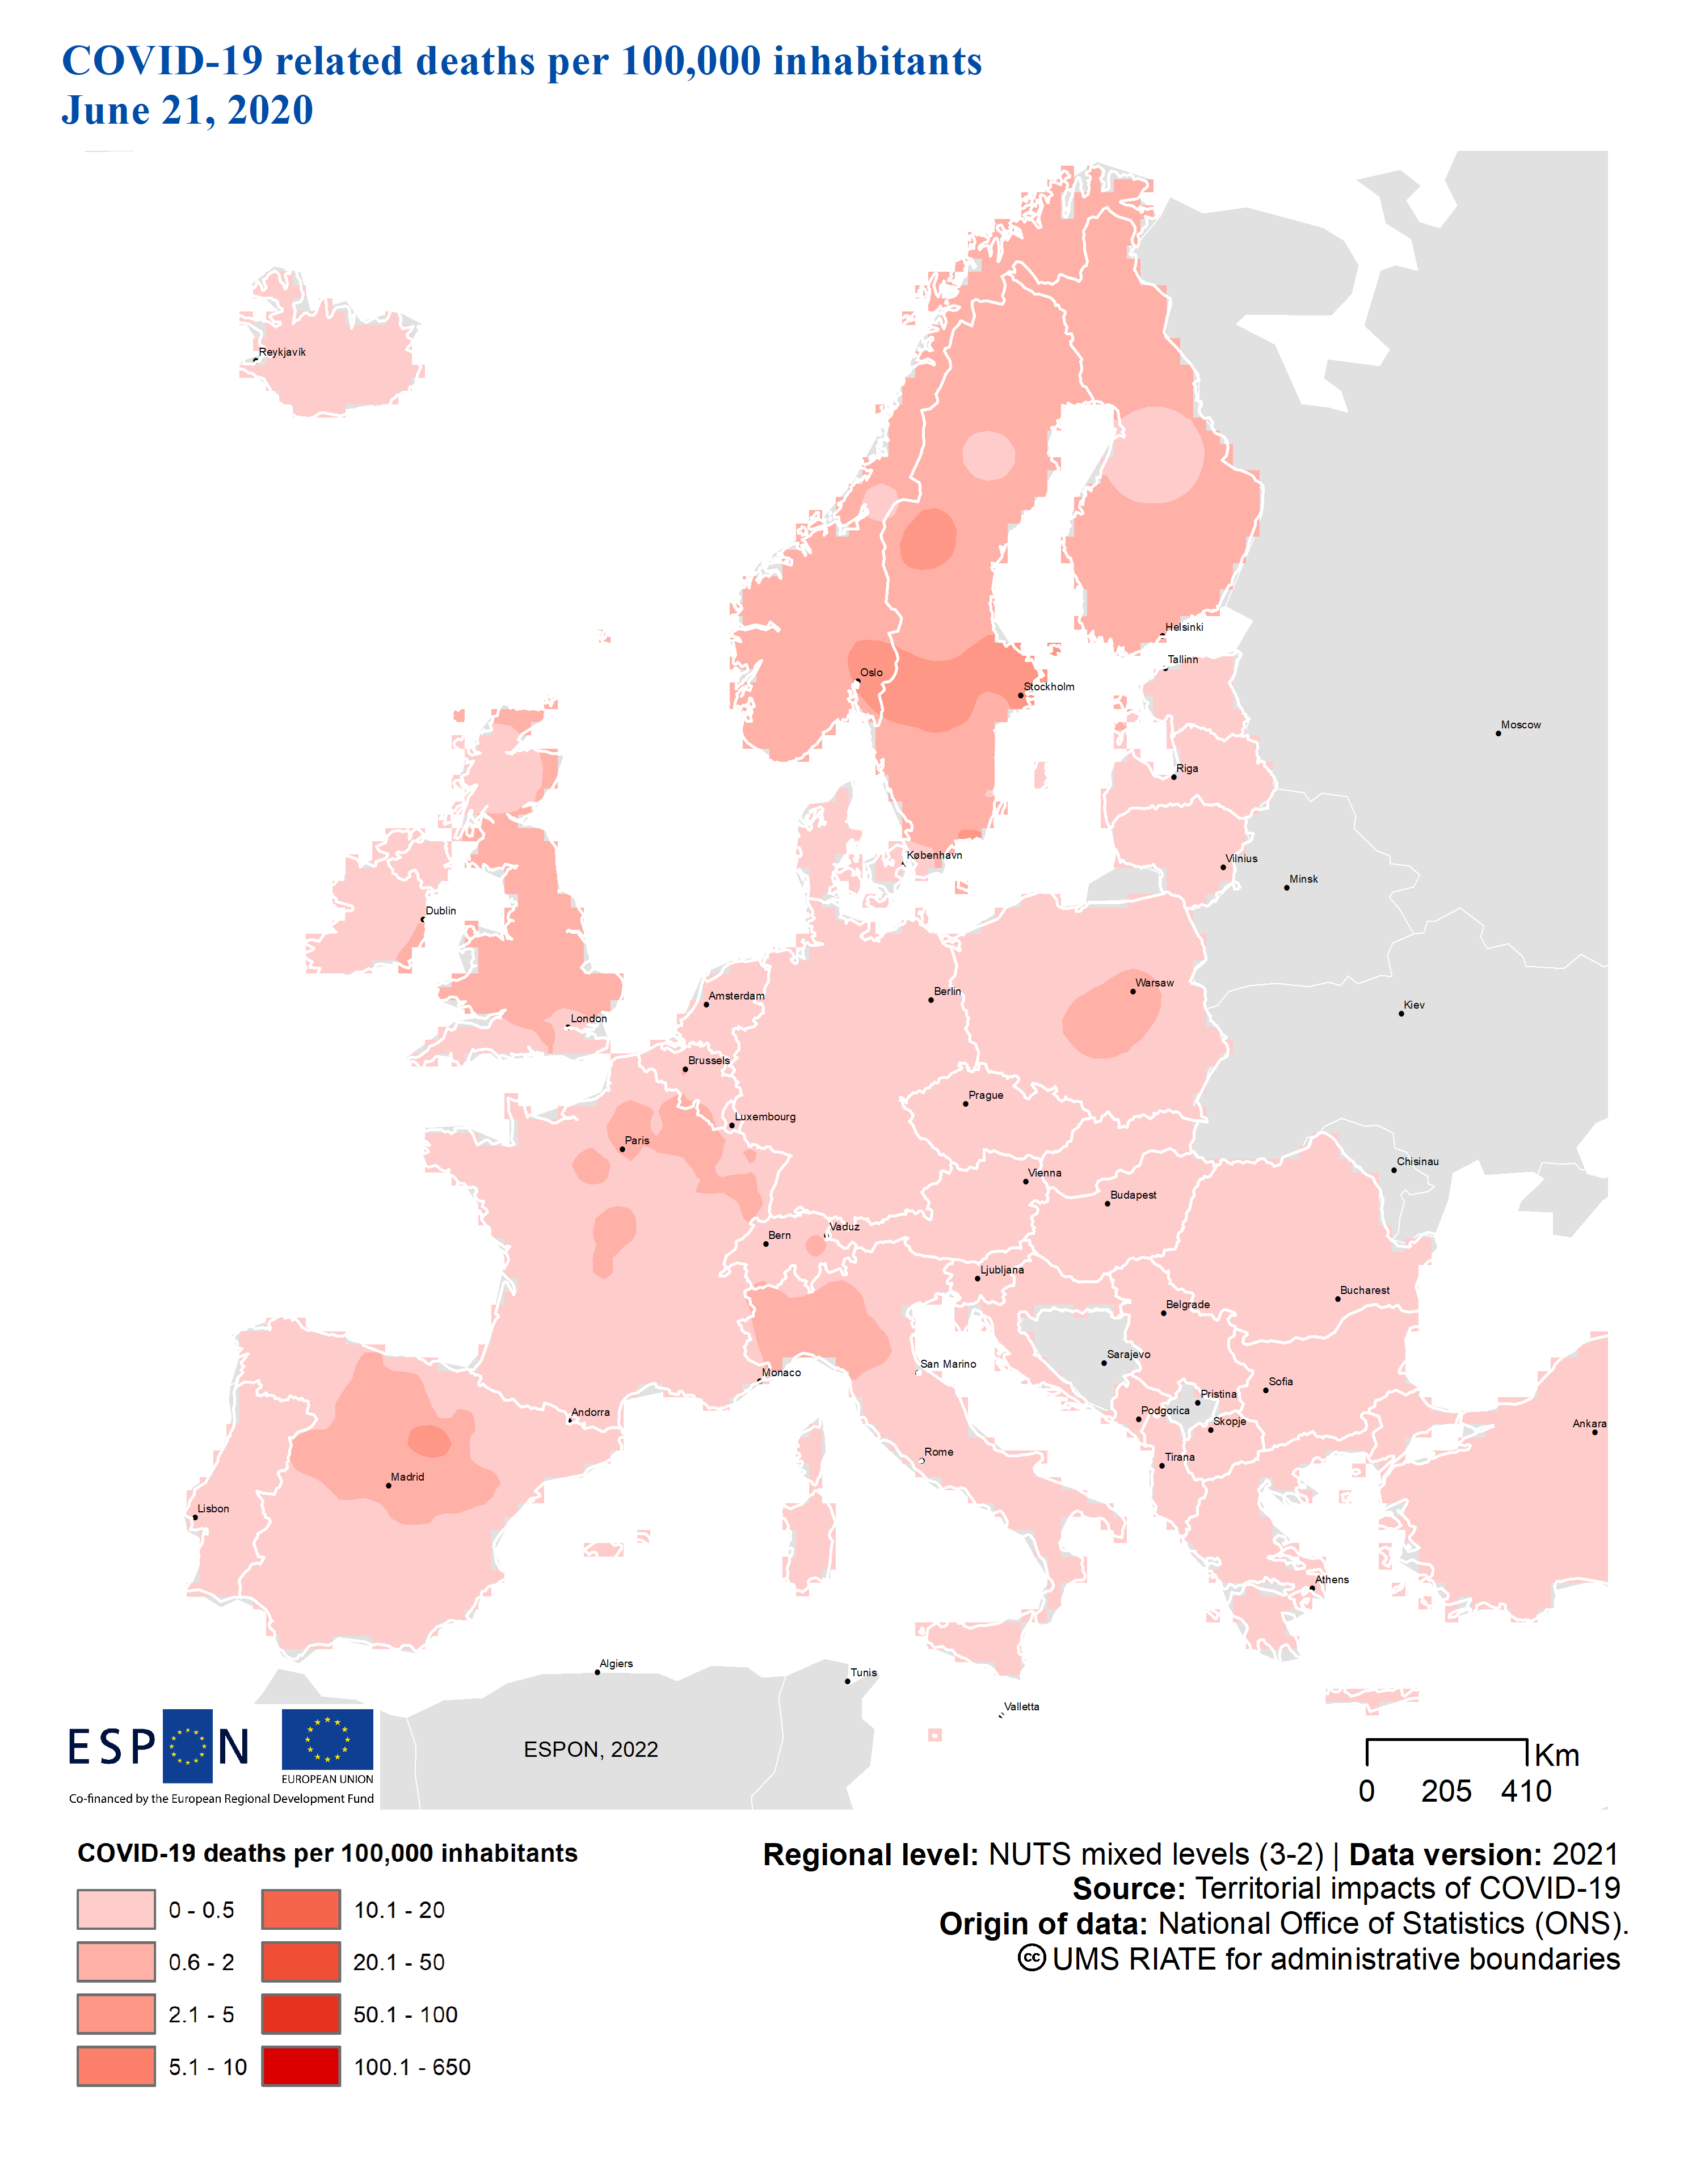 COVID-19 related deaths per 100,000 inhabitants
June 21, 2020
Reykjavík
Helsinki
Tallinn
Oslo
Stockholm
Moscow
Riga
København
Vilnius
Minsk
Dublin
Amsterdam
Berlin
Warsaw
Kiev
London
Brussels
Prague
Luxembourg
Paris
Chisinau
Vienna
Budapest
Vaduz
Bern
Ljubljana
Bucharest
Belgrade
Sarajevo
San Marino
Monaco
Sofia
Pristina
Andorra
Podgorica
Skopje
Ankara
Rome
Tirana
Madrid
Lisbon
Athens
Algiers
Tunis
Valletta
ESPON
EUROPEAN UNION
Co-financed by the European Regional Development Fund
ESPON, 2022
Km
0 205 410
COVID-19 deaths per 100,000 inhabitants
0 - 0.5
0.6 - 2
2.1 - 5
5.1 - 10
10.1 - 20
20.1 - 50
50.1 - 100
100.1 - 650
Regional level: NUTS mixed levels (3-2) | Data version: 2021
Source: Territorial impacts of COVID-19
Origin of data: National Office of Statistics (ONS).
cc UMS RIATE for administrative boundaries